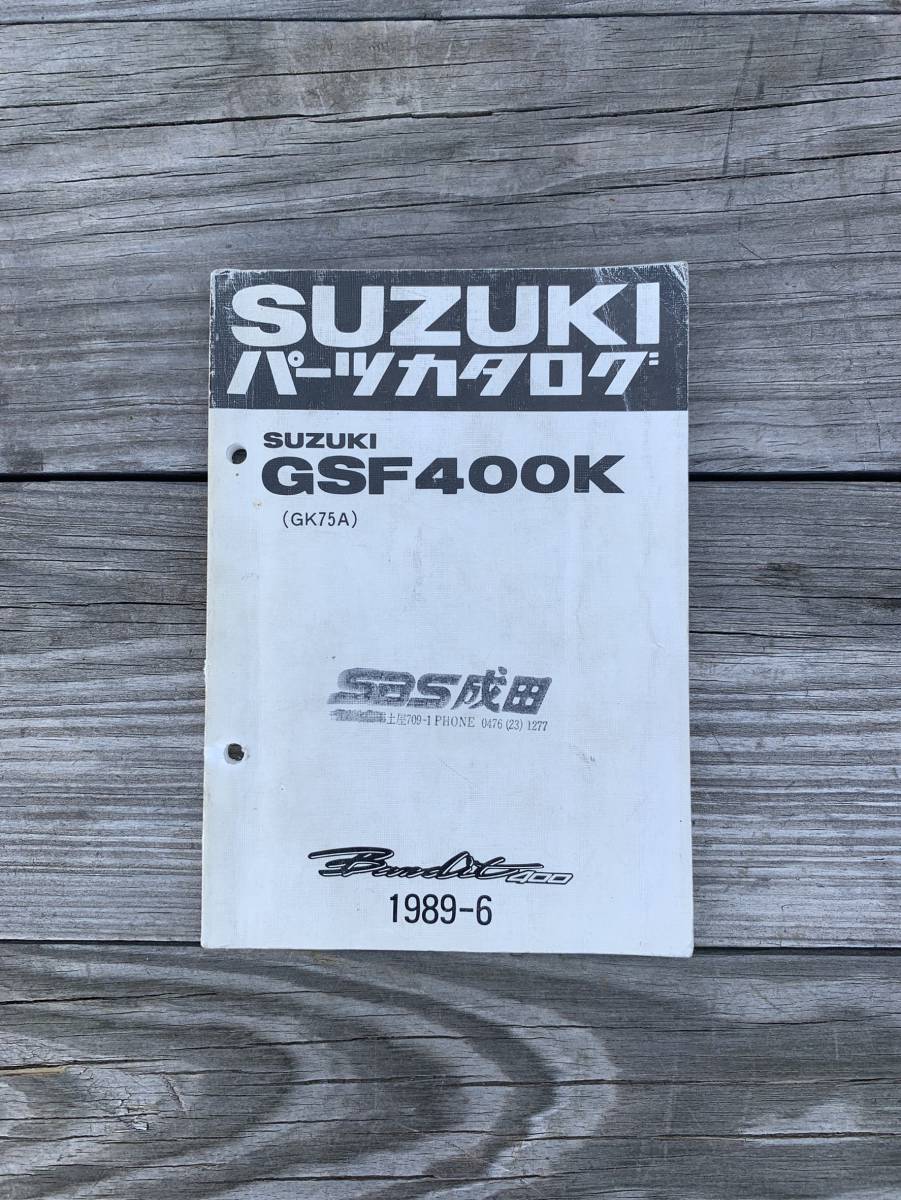 SUZUKI
パーツカタログ
SUZUKI
GSF400K
(GK75A)
SBS成田
土屋709-1 PHONE 0476 (23) 1277
Bandit 400
1989-6